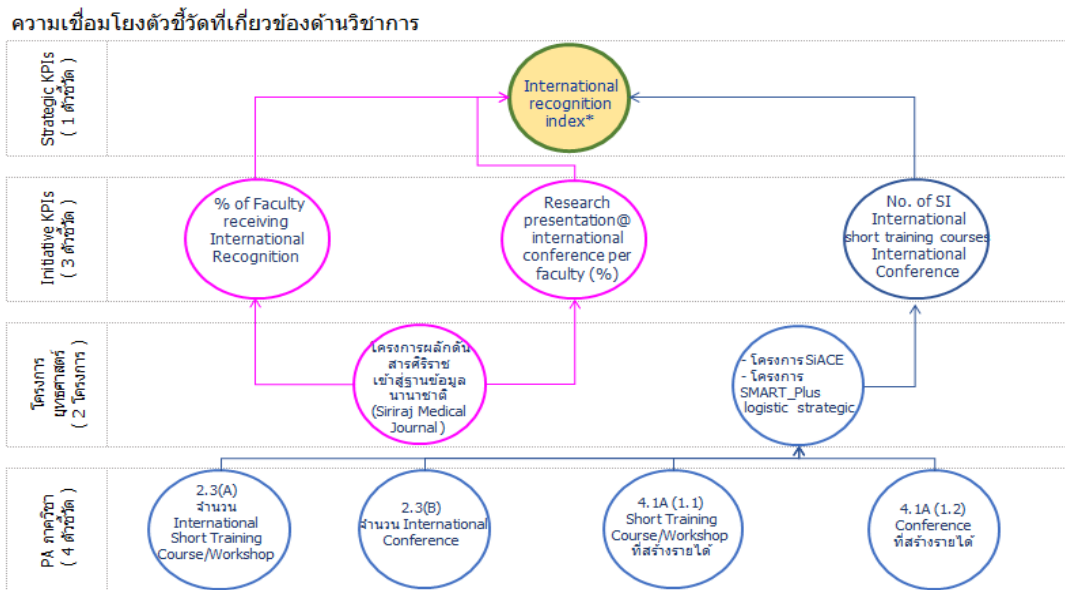 ความเชื่อมโยงตัวชี้วัดที่เกี่ยวข้องด้านวิชาการ
Strategic KPIs
( 1 ตัวชี้วัด )
International
recognition
index*
Initiative KPIs
( 3 ตัวชี้วัด )
% of Faculty
receiving
International
Recognition
Research
presentation@
international
conference per
faculty (%)
No. of SI
International
short training courses
International
Conference
โครงการ
ยุทธศาสตร์
( 2 โครงการ )
โครงการผลักดัน
สารศิริราช
เข้าสู่ฐานข้อมูล
นานาชาติ
(Siriraj Medical
Journal)
- โครงการ SiACE
- โครงการ
SMART_Plus
logistic strategic
PA ภาควิชา
( 4 ตัวชี้วัด )
2.3(A)
จำนวน
International
Short Training
Course/Workshop
2.3(B)
จำนวน International
Conference
4.1A (1.1)
Short Training
Course/Workshop
ที่สร้างรายได้
4.1A (1.2)
Conference
ที่สร้างรายได้